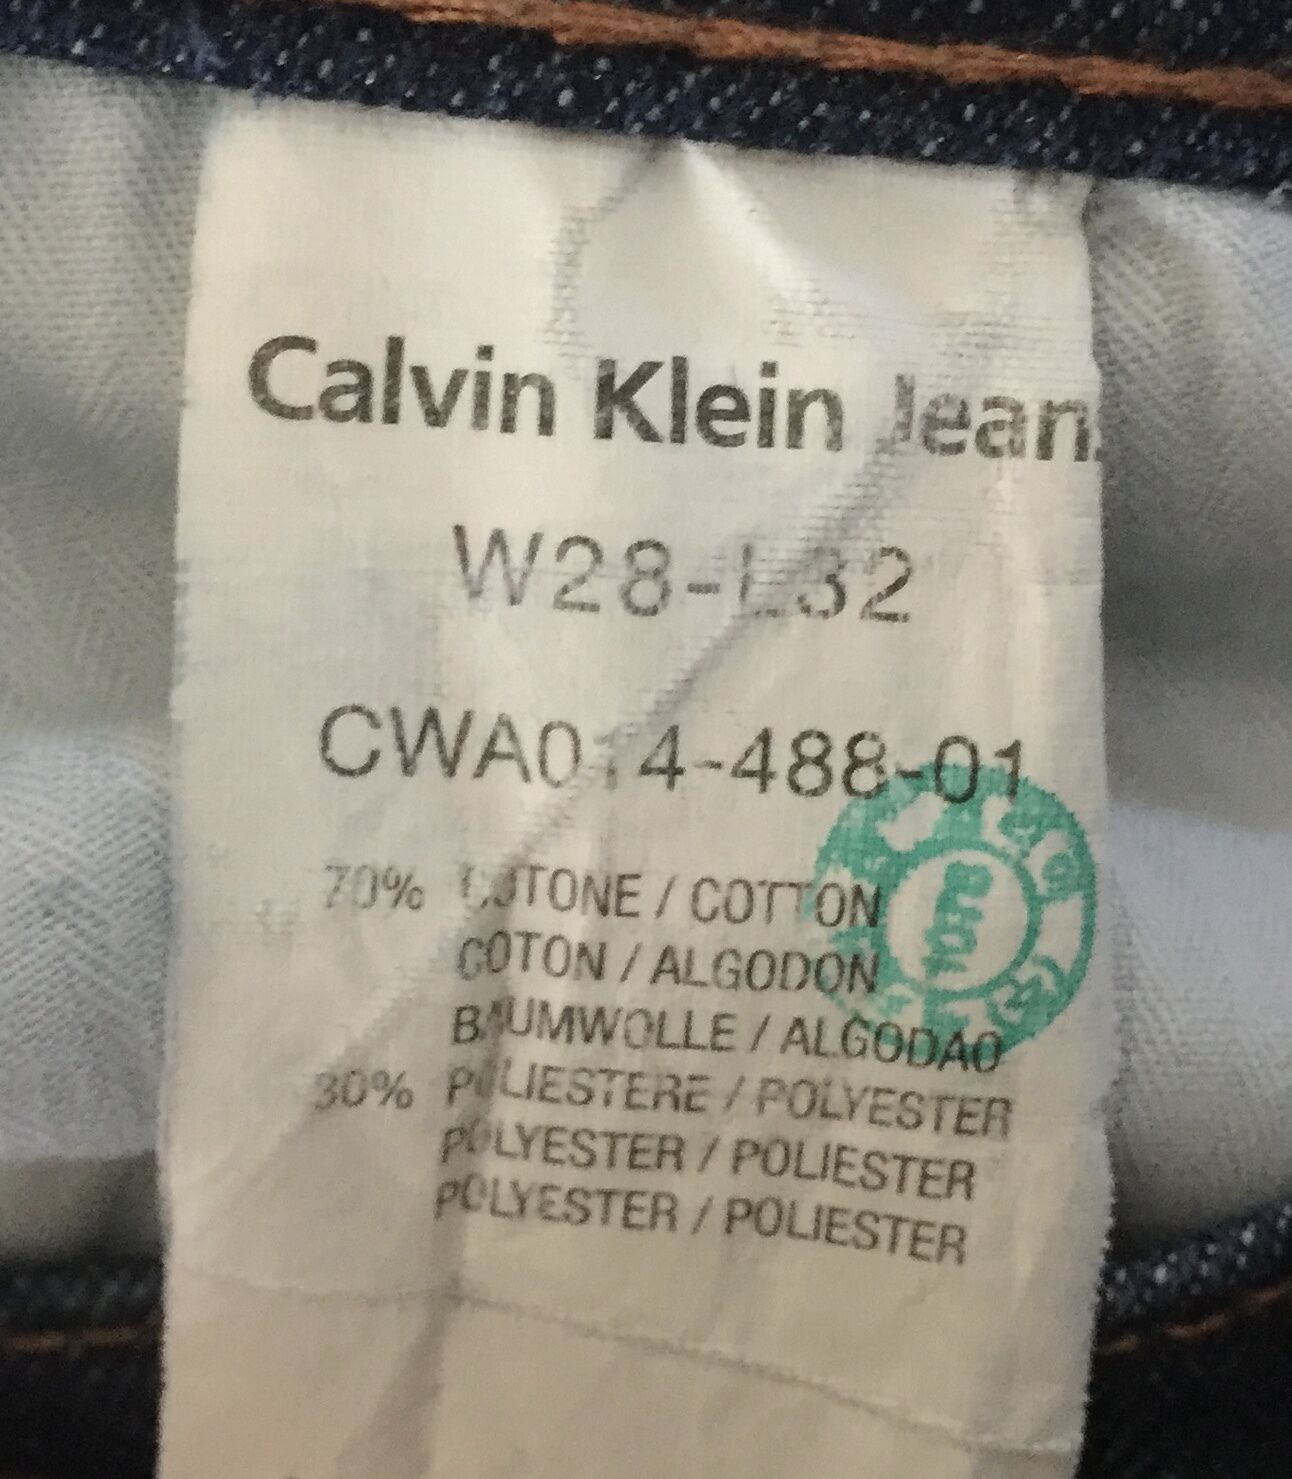 Calvin Klein Jeans
W28-L32
CWA014-488-01
70% COTONE / COTTON
COTON / ALGODON
BAUMWOLLE / ALGODAO
30% POLIESTERE / POLYESTER
POLYESTER / POLIESTER
POLYESTER / POLIESTER